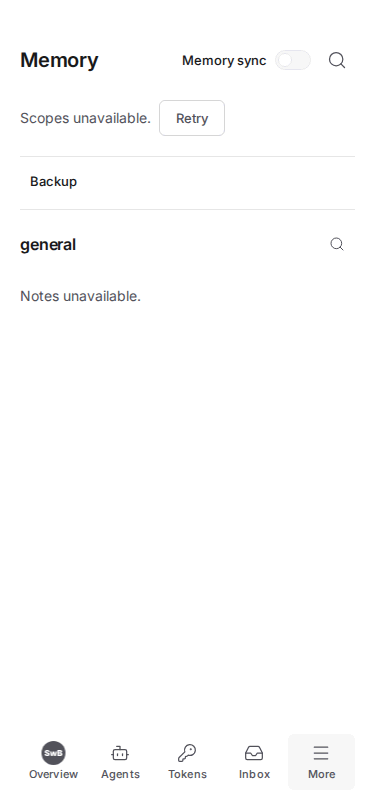 Memory
Memory sync
Scopes unavailable.
Retry
Backup
general
Notes unavailable.
SwB
Overview
Agents
Tokens
Inbox
More